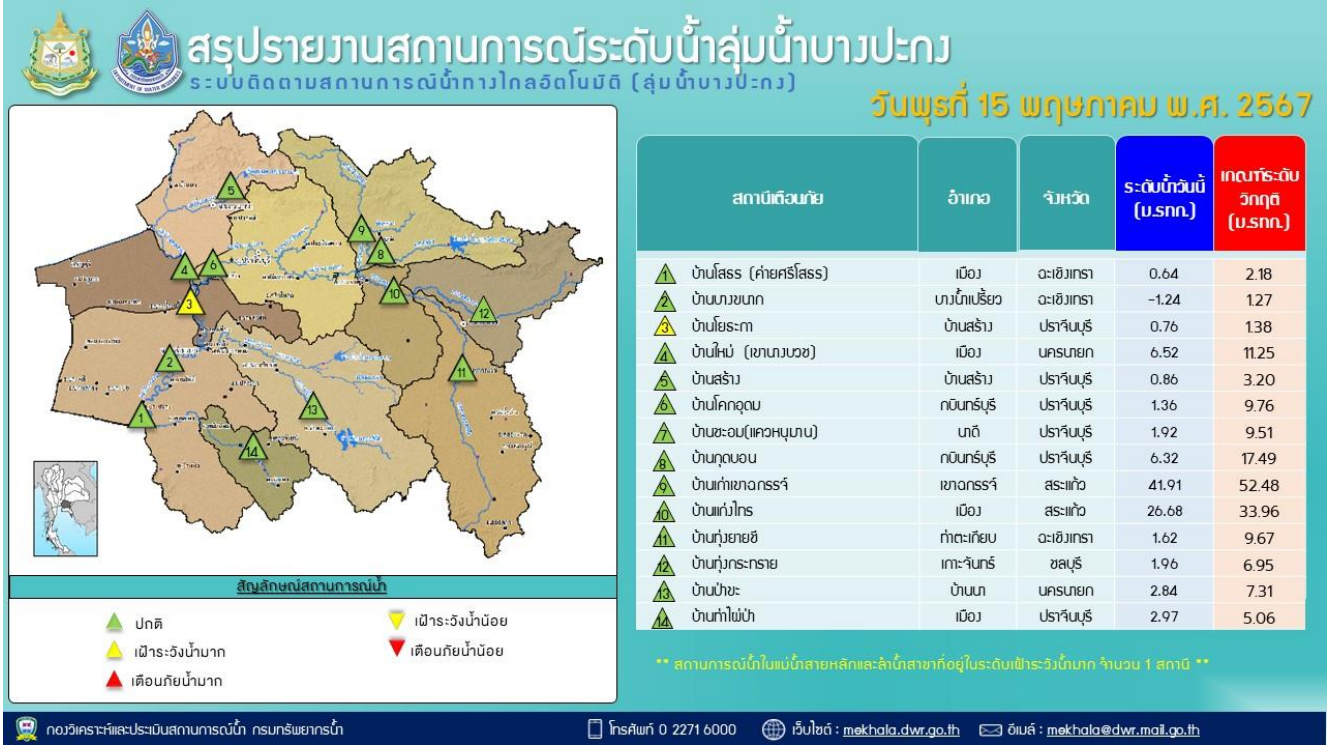 สรุปรายงานสถานการณ์ระดับน้ำลุ่มน้ำบางปะกง
ระบบติดตามสถานการณ์น้ำทางไกลอัตโนมัติ (ลุ่มน้ำบางปะกง)
วันพุธที่ 15 พฤษภาคม พ.ศ. 2567
สถานีเตือนภัย อำเภอ จังหวัด ระดับน้ำวันนี้ (ม.รทก.) เกณฑ์ระดับวิกฤติ (ม.รทก.)
1 บ้านโสธร (ค่ายศรีโสธร) เมือง ฉะเชิงเทรา 0.64 2.18
2 บ้านบางขนาก บางน้ำเปรี้ยว ฉะเชิงเทรา -1.24 1.27
3 บ้านโยธะกา บ้านสร้าง ปราจีนบุรี 0.76 1.38
4 บ้านใหม่ (เขานางบวช) เมือง นครนายก 6.52 11.25
5 บ้านสร้าง บ้านสร้าง ปราจีนบุรี 0.86 3.20
6 บ้านโคกอุดม กบินทร์บุรี ปราจีนบุรี 1.36 9.76
7 บ้านซะอม(แควหนุมาน) นาดี ปราจีนบุรี 1.92 9.51
8 บ้านกุดบอน กบินทร์บุรี ปราจีนบุรี 6.32 17.49
9 บ้านเก่าเขาฉกรรจ์ เขาฉกรรจ์ สระแก้ว 41.91 52.48
10 บ้านแก่งไทร เมือง สระแก้ว 26.68 33.96
11 บ้านทุ่งยายชี ท่าตะเกียบ ฉะเชิงเทรา 1.62 9.67
12 บ้านทุ่งกระทราย เกาะจันทร์ ชลบุรี 1.96 6.95
13 บ้านป่าขะ บ้านนา นครนายก 2.84 7.31
14 บ้านท่าไผ่ป่า เมือง ปราจีนบุรี 2.97 5.06
** สถานการณ์น้ำในแม่น้ำสายหลักและลำน้ำสาขาที่อยู่ในระดับเฝ้าระวังน้ำมาก จำนวน 1 สถานี **
5
9
8
4
6
10
3
12
2
11
13
1
14
สัญลักษณ์สถานการณ์น้ำ
ปกติ
เฝ้าระวังน้ำน้อย
เฝ้าระวังน้ำมาก
เตือนภัยน้ำน้อย
เตือนภัยน้ำมาก
กองวิเคราะห์และประเมินสถานการณ์น้ำ กรมทรัพยากรน้ำ
โทรศัพท์ 0 2271 6000
เว็บไซต์ : mekhala.dwr.go.th
อีเมล์ : mekhala@dwr.mail.go.th